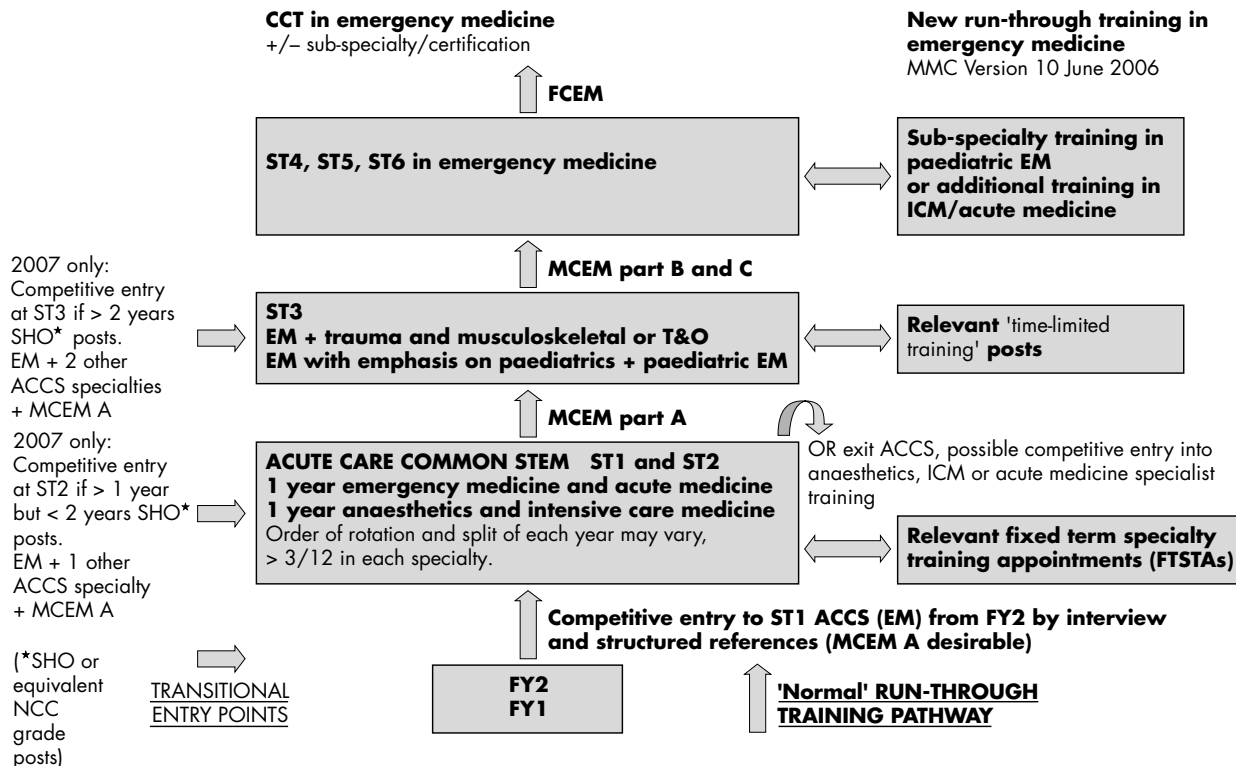 CCT in emergency medicine
+/– sub-specialty/certification
New run-through training in
emergency medicine
MMC Version 10 June 2006
FCEM
ST4, ST5, ST6 in emergency medicine
Sub-specialty training in
paediatric EM
or additional training in
ICM/acute medicine
MCEM part B and C
2007 only:
Competitive entry
at ST3 if > 2 years
SHO★ posts.
EM + 2 other
ACCS specialties
+ MCEM A
ST3
EM + trauma and musculoskeletal or T&O
EM with emphasis on paediatrics + paediatric EM
Relevant 'time-limited
training' posts
MCEM part A
2007 only:
Competitive entry
at ST2 if > 1 year
but < 2 years SHO★
posts.
EM + 1 other
ACCS specialty
+ MCEM A
ACUTE CARE COMMON STEM ST1 and ST2
1 year emergency medicine and acute medicine
1 year anaesthetics and intensive care medicine
Order of rotation and split of each year may vary,
> 3/12 in each specialty.
OR exit ACCS, possible competitive entry into
anaesthetics, ICM or acute medicine specialist
training
Relevant fixed term specialty
training appointments (FTSTAs)
Competitive entry to ST1 ACCS (EM) from FY2 by interview
and structured references (MCEM A desirable)
(★SHO or
equivalent
NCC
grade
posts)
TRANSITIONAL
ENTRY POINTS
FY2
FY1
'Normal' RUN-THROUGH
TRAINING PATHWAY